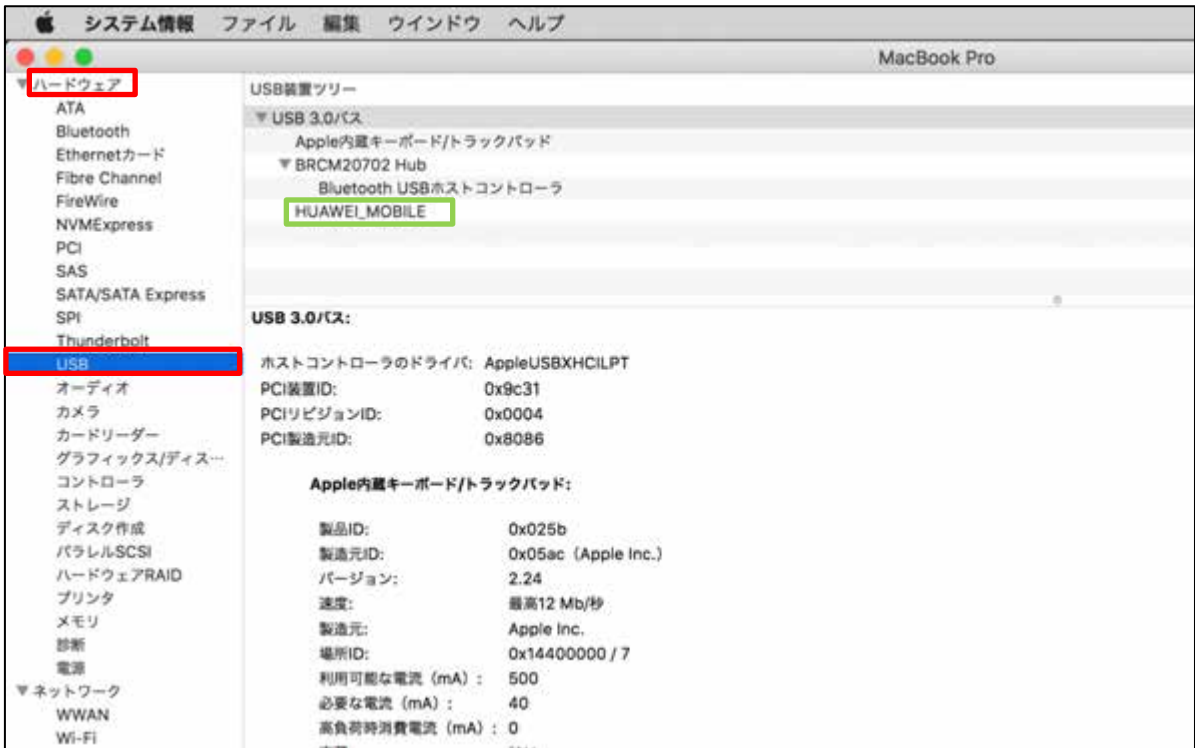 システム情報 ファイル 編集 ウインドウ ヘルプ
MacBook Pro
▼ハードウェア
ATA
Bluetooth
Ethernetカード
Fibre Channel
FireWire
NVMExpress
PCI
SAS
SATA/SATA Express
SPI
Thunderbolt
USB
オーディオ
カメラ
カードリーダー
グラフィックス/ディス…
コントローラ
ストレージ
ディスク作成
パラレルSCSI
ハードウェアRAID
プリンタ
メモリ
診断
電源
▼ネットワーク
WWAN
Wi-Fi
USB装置ツリー
▼USB 3.0バス
Apple内蔵キーボード/トラックパッド
▼BRCM20702 Hub
Bluetooth USBホストコントローラ
HUAWEI_MOBILE
USB 3.0バス:
ホストコントローラのドライバ: AppleUSBXHCILPT
PCI装置ID: 0x9c31
PCIリビジョンID: 0x0004
PCI製造元ID: 0x8086
Apple内蔵キーボード/トラックパッド:
製品ID: 0x025b
製造元ID: 0x05ac（Apple Inc.）
バージョン: 2.24
速度: 最高12 Mb/秒
製造元: Apple Inc.
場所ID: 0x14400000 / 7
利用可能な電流（mA）: 500
必要な電流（mA）: 40
高負荷時消費電流（mA）: 0